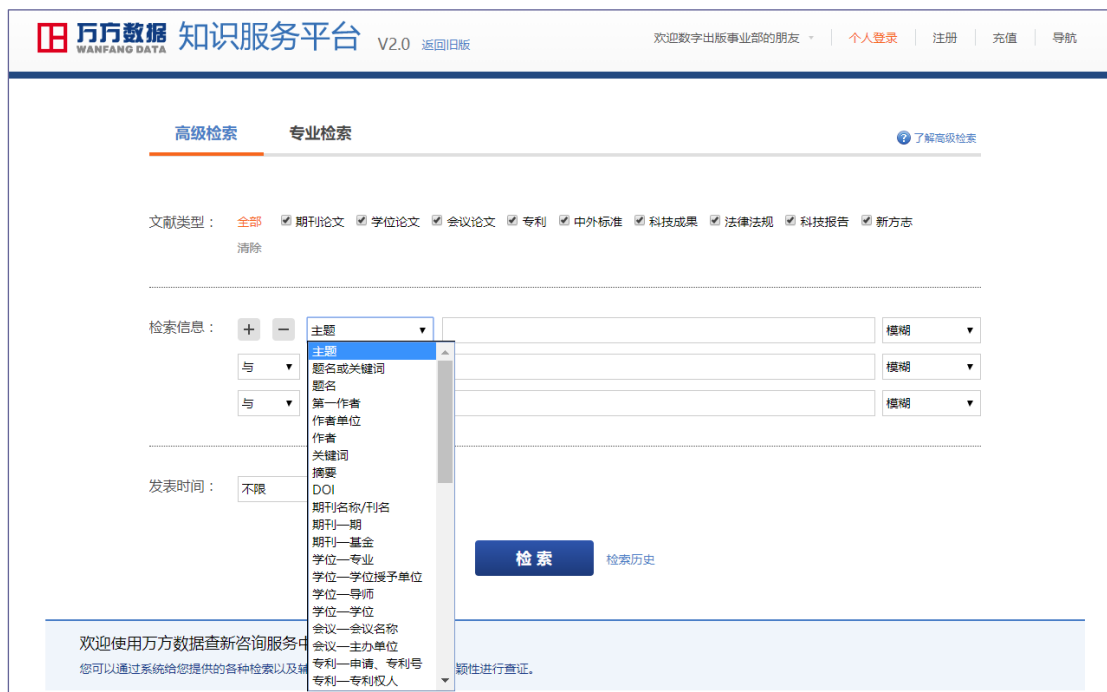 万方数据 WANFANG DATA 知识服务平台 V2.0 返回旧版 欢迎数字出版事业部的朋友 个人登录 注册 充值 导航
高级检索 专业检索 了解高级检索
文献类型： 全部 期刊论文 学位论文 会议论文 专利 中外标准 科技成果 法律法规 科技报告 新方志
清除
检索信息： + − 主题 模糊
与 模糊
与 模糊
主题
题名或关键词
题名
第一作者
作者单位
作者
关键词
摘要
DOI
期刊名称/刊名
期刊—期
期刊—基金
学位—专业
学位—学位授予单位
学位—导师
学位—学位
会议—会议名称
会议—主办单位
专利—申请、专利号
专利—专利权人
发表时间： 不限
检索 检索历史
欢迎使用万方数据查新咨询服务中
您可以通过系统给您提供的各种检索以及辅 颖性进行查证。